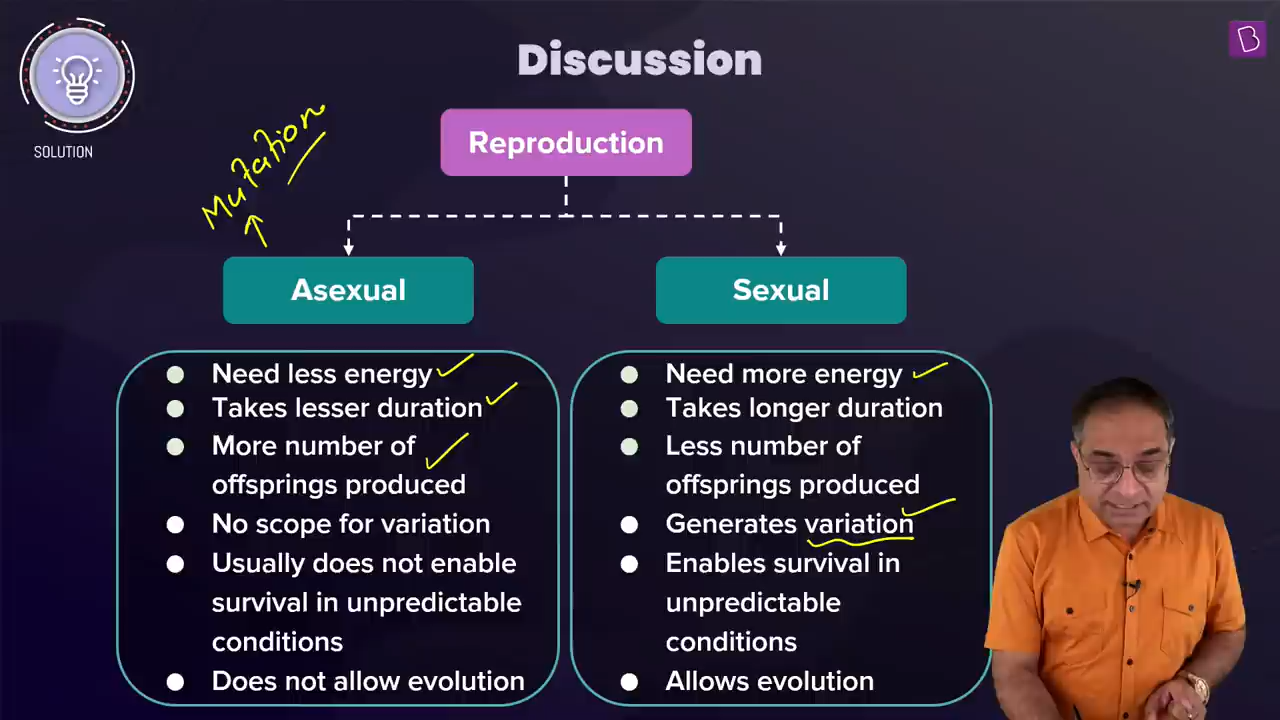 Discussion
SOLUTION
Mutation
Reproduction
Asexual
Sexual
Need less energy
Takes lesser duration
More number of
offsprings produced
No scope for variation
Usually does not enable
survival in unpredictable
conditions
Does not allow evolution
Need more energy
Takes longer duration
Less number of
offsprings produced
Generates variation
Enables survival in
unpredictable
conditions
Allows evolution